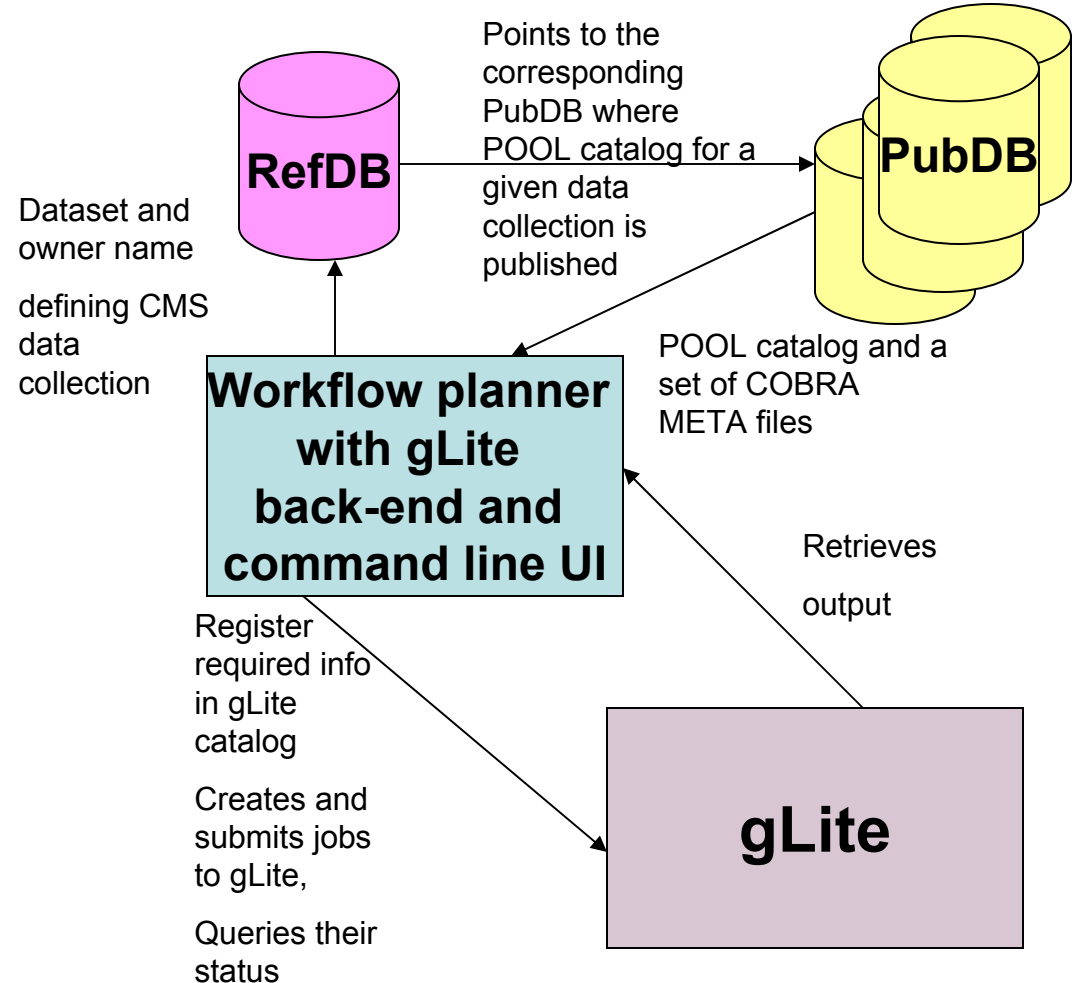 Points to the
corresponding
PubDB where
POOL catalog for a
given data
collection is
published
RefDB
PubDB
Dataset and
owner name
defining CMS
data
collection
POOL catalog and a
set of COBRA
META files
Workflow planner
with gLite
back-end and
command line UI
Retrieves
output
Register
required info
in gLite
catalog
Creates and
submits jobs
to gLite,
Queries their
status
gLite